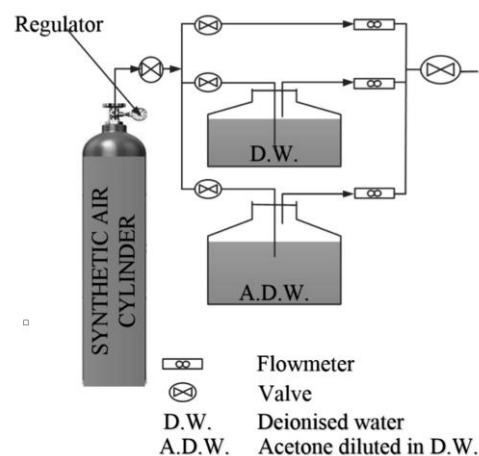 Regulator
D.W.
A.D.W.
SYNTHETIC AIR
CYLINDER
Flowmeter
Valve
D.W. Deionised water
A.D.W. Acetone diluted in D.W.